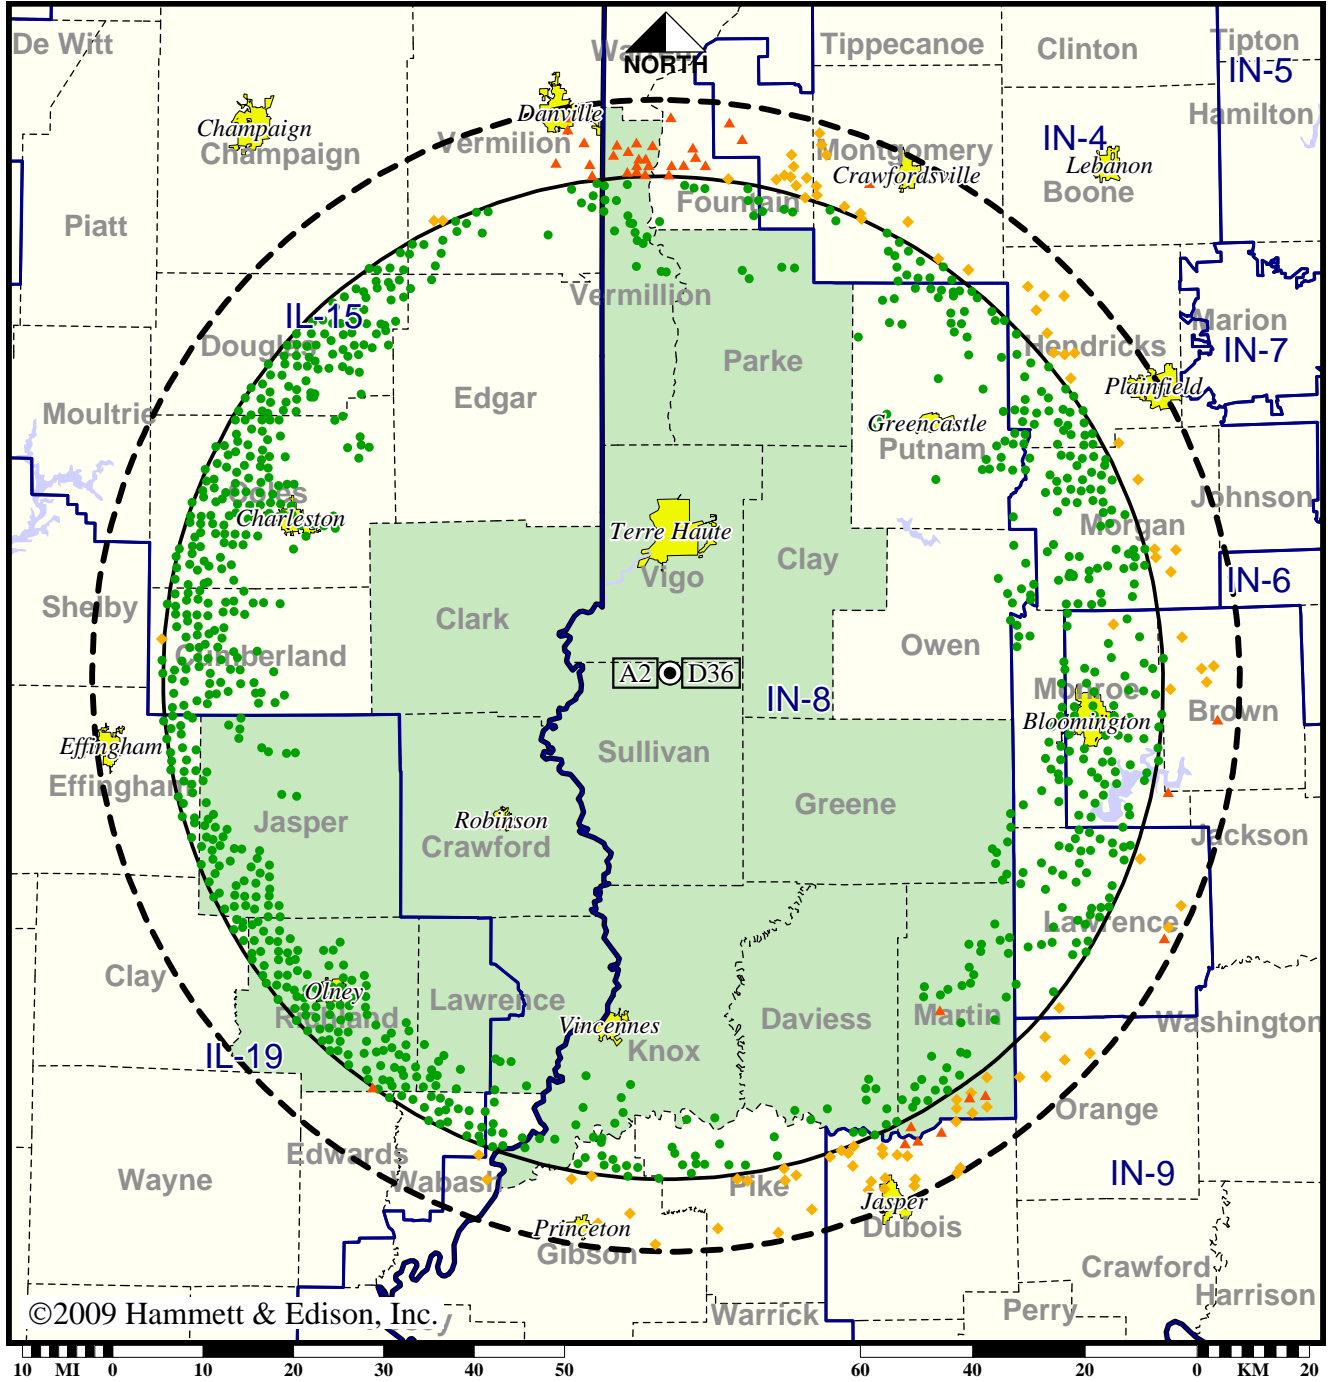 De Witt
Warren
NORTH
Tippecanoe
Clinton
Tipton
IN-5
Hamilton
Champaign
Champaign
Danville
Vermilion
Montgomery
Crawfordsville
IN-4
Lebanon
Boone
Piatt
Fountain
IL-15
Douglas
Vermillion
Parke
Hendricks
Marion
IN-7
Plainfield
Moultrie
Edgar
Greencastle
Putnam
Coles
Charleston
Terre Haute
Vigo
Clay
Johnson
Morgan
IN-6
Shelby
Clark
Cumberland
Owen
A2
D36
IN-8
Monroe
Bloomington
Brown
Effingham
Effingham
Sullivan
Greene
Jasper
Robinson
Crawford
Jackson
Lawrence
Clay
Olney
Richland
Lawrence
Vincennes
Knox
Daviess
Martin
Washington
IL-19
Orange
Edwards
Wabash
Wayne
Pike
IN-9
Jasper
Dubois
Princeton
Gibson
Crawford
Harrison
Perry
Warrick
©2009 Hammett & Edison, Inc.
10 MI 0 10 20 30 40 50
60 40 20 0 KM 20